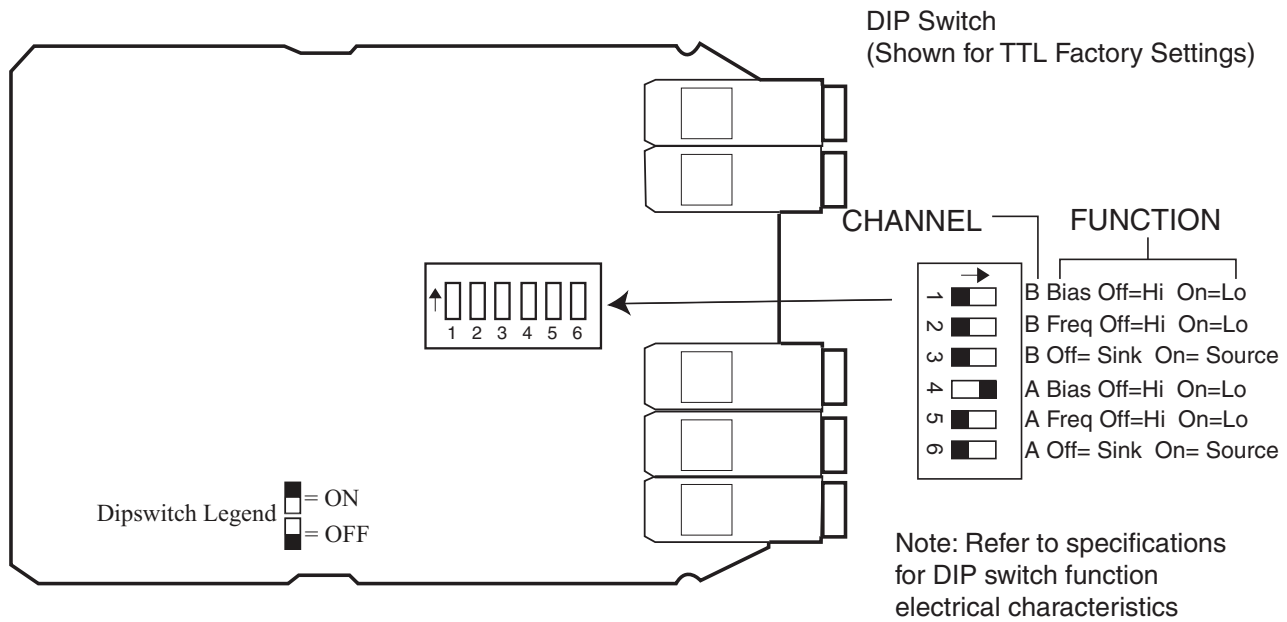 DIP Switch
(Shown for TTL Factory Settings)
CHANNEL FUNCTION
1 B Bias Off=Hi On=Lo
2 B Freq Off=Hi On=Lo
3 B Off= Sink On= Source
4 A Bias Off=Hi On=Lo
5 A Freq Off=Hi On=Lo
6 A Off= Sink On= Source
1 2 3 4 5 6
Dipswitch Legend
= ON
= OFF
Note: Refer to specifications
for DIP switch function
electrical characteristics